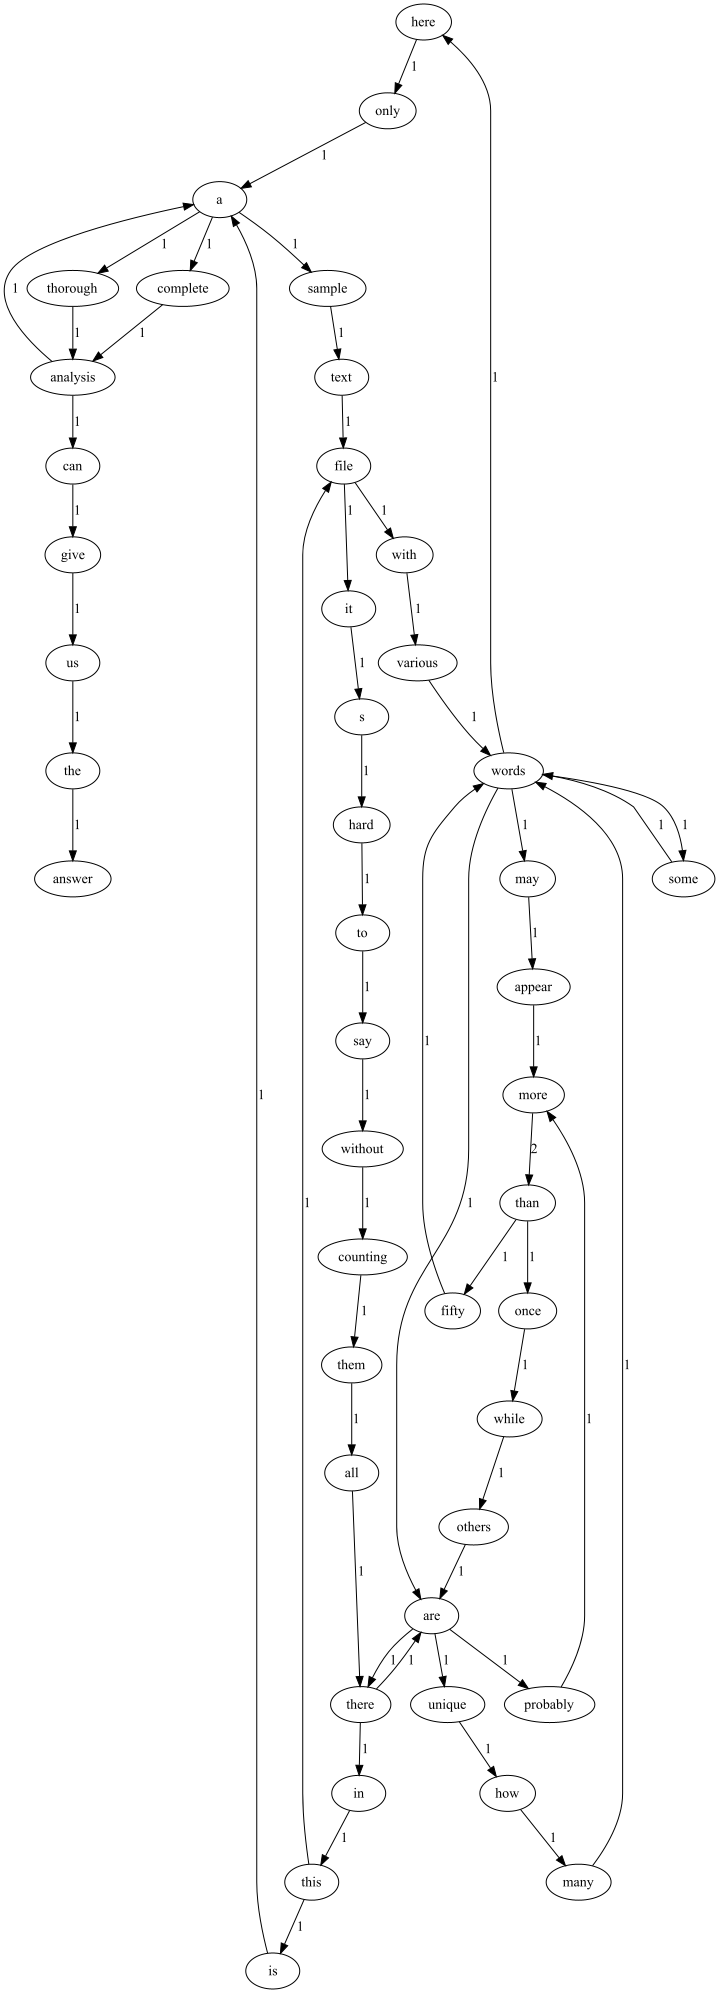 here
1
only
1
a
1 1 1
thorough complete sample
1 1 1 1
analysis text
1 1
can file
1 1 1
give with
it
1 1
us various
1 1
s
1
the words
1 1 1 1 1
hard
answer may some
1 1
to
1 appear
1
say
1 1 more
1
without 2
1 1 than
1 1 1
counting
1 fifty once
1
them 1
1 while
1
all
others
1 1 1
are
1 1 1 1
there unique probably
1 1
in how
1 1
this many
1
is